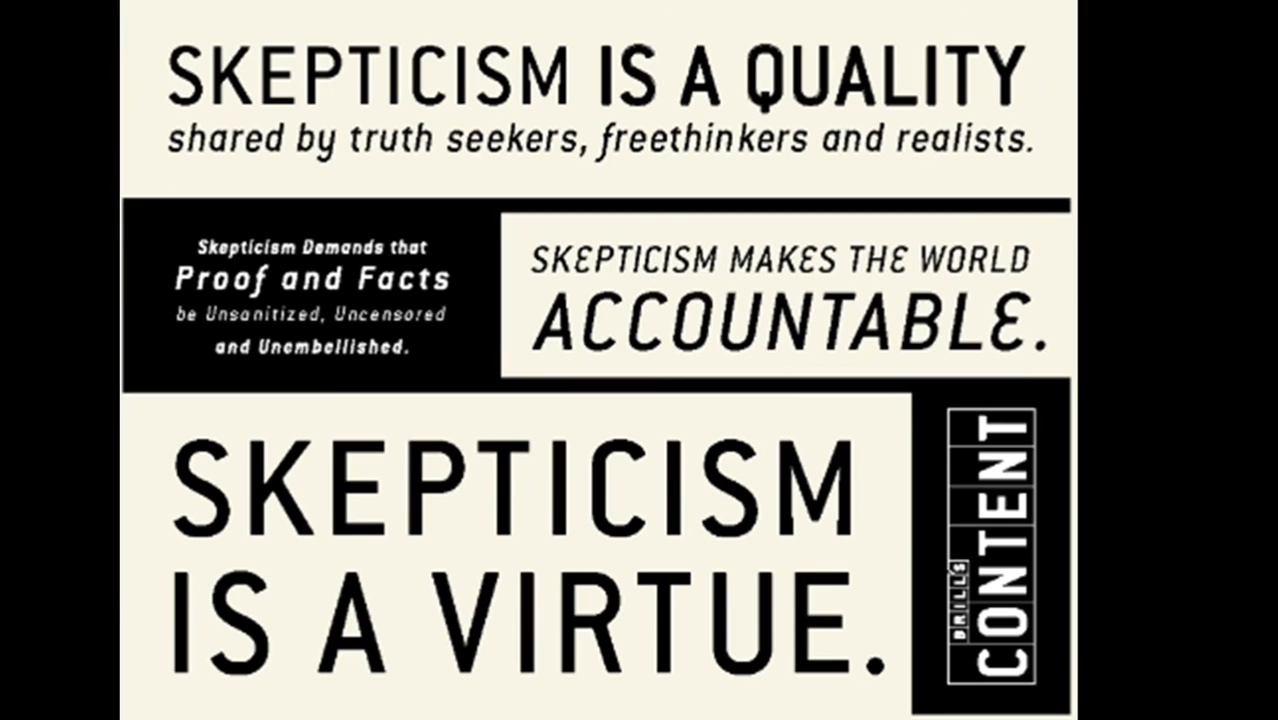 SKEPTICISM IS A QUALITY
shared by truth seekers, freethinkers and realists.
Skepticism Demands that
Proof and Facts
be Unsanitized, Uncensored
and Unembellished.
SKEPTICISM MAKES THE WORLD
ACCOUNTABLE.
SKEPTICISM
IS A VIRTUE.
BRILL'S
CONTENT